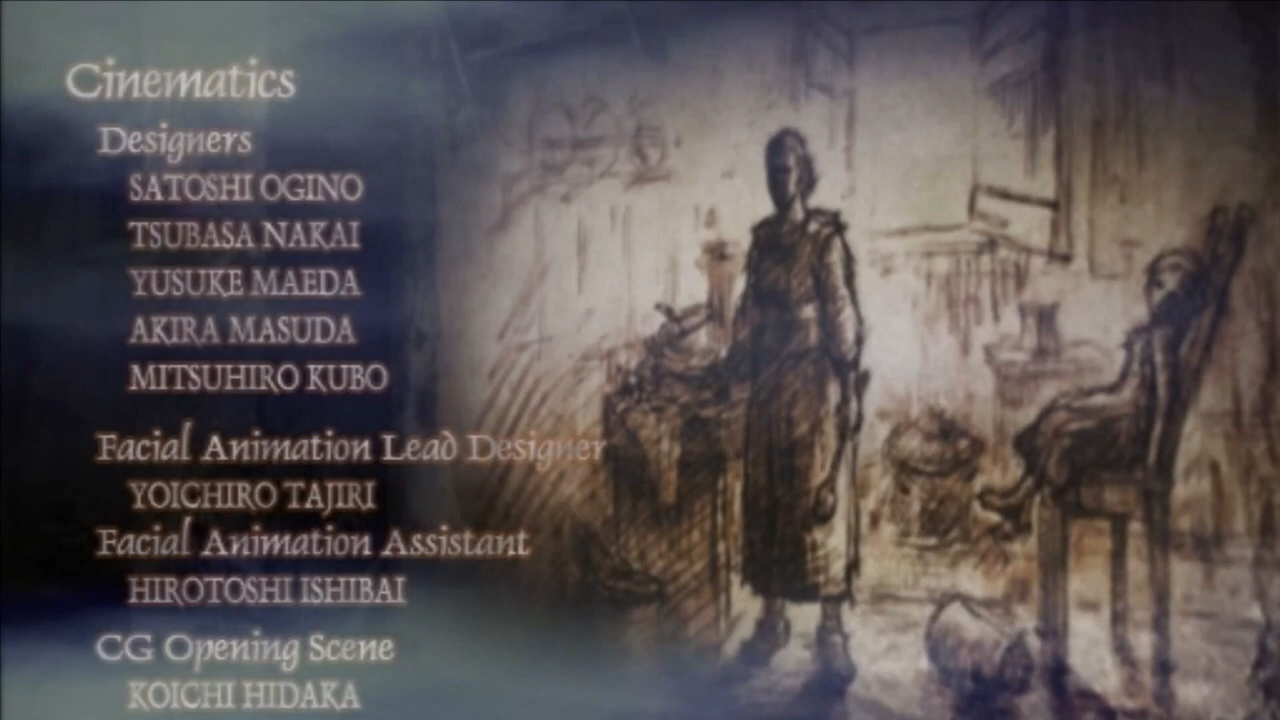 Cinematics
Designers
SATOSHI OGINO
TSUBASA NAKAI
YUSUKE MAEDA
AKIRA MASUDA
MITSUHIRO KUBO
Facial Animation Lead Designer
YOICHIRO TAJIRI
Facial Animation Assistant
HIROTOSHI ISHIBAI
CG Opening Scene
KOICHI HIDAKA